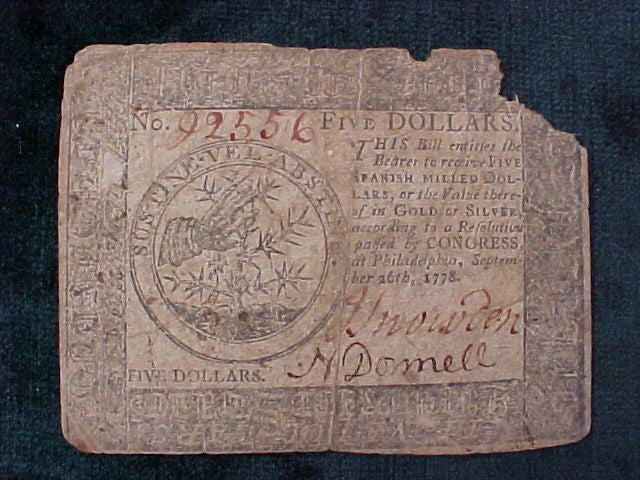 No. 92556 FIVE DOLLARS.
THIS Bill entitles the
Bearer to receive FIVE
SPANISH MILLED DOL-
LARS, or the Value there-
of in GOLD or SILVER,
according to a Resolution
passed by CONGRESS,
at Philadelphia, Septem-
ber 26th, 1778.
SUSTINE VEL ABSTI
J Snowden
N Donnell
FIVE DOLLARS.